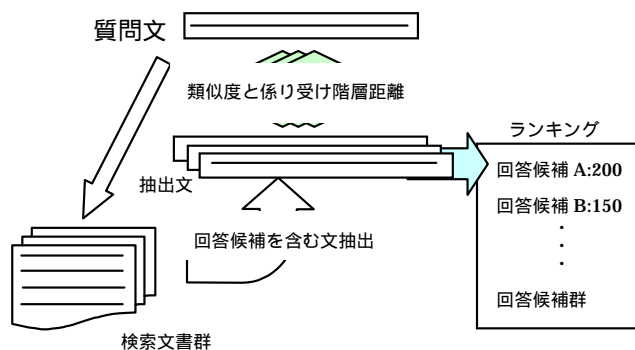 質問文
類似度と係り受け階層距離
ランキング
抽出文
回答候補 A:200
回答候補 B:150
・
・
・
回答候補を含む文抽出
回答候補群
検索文書群